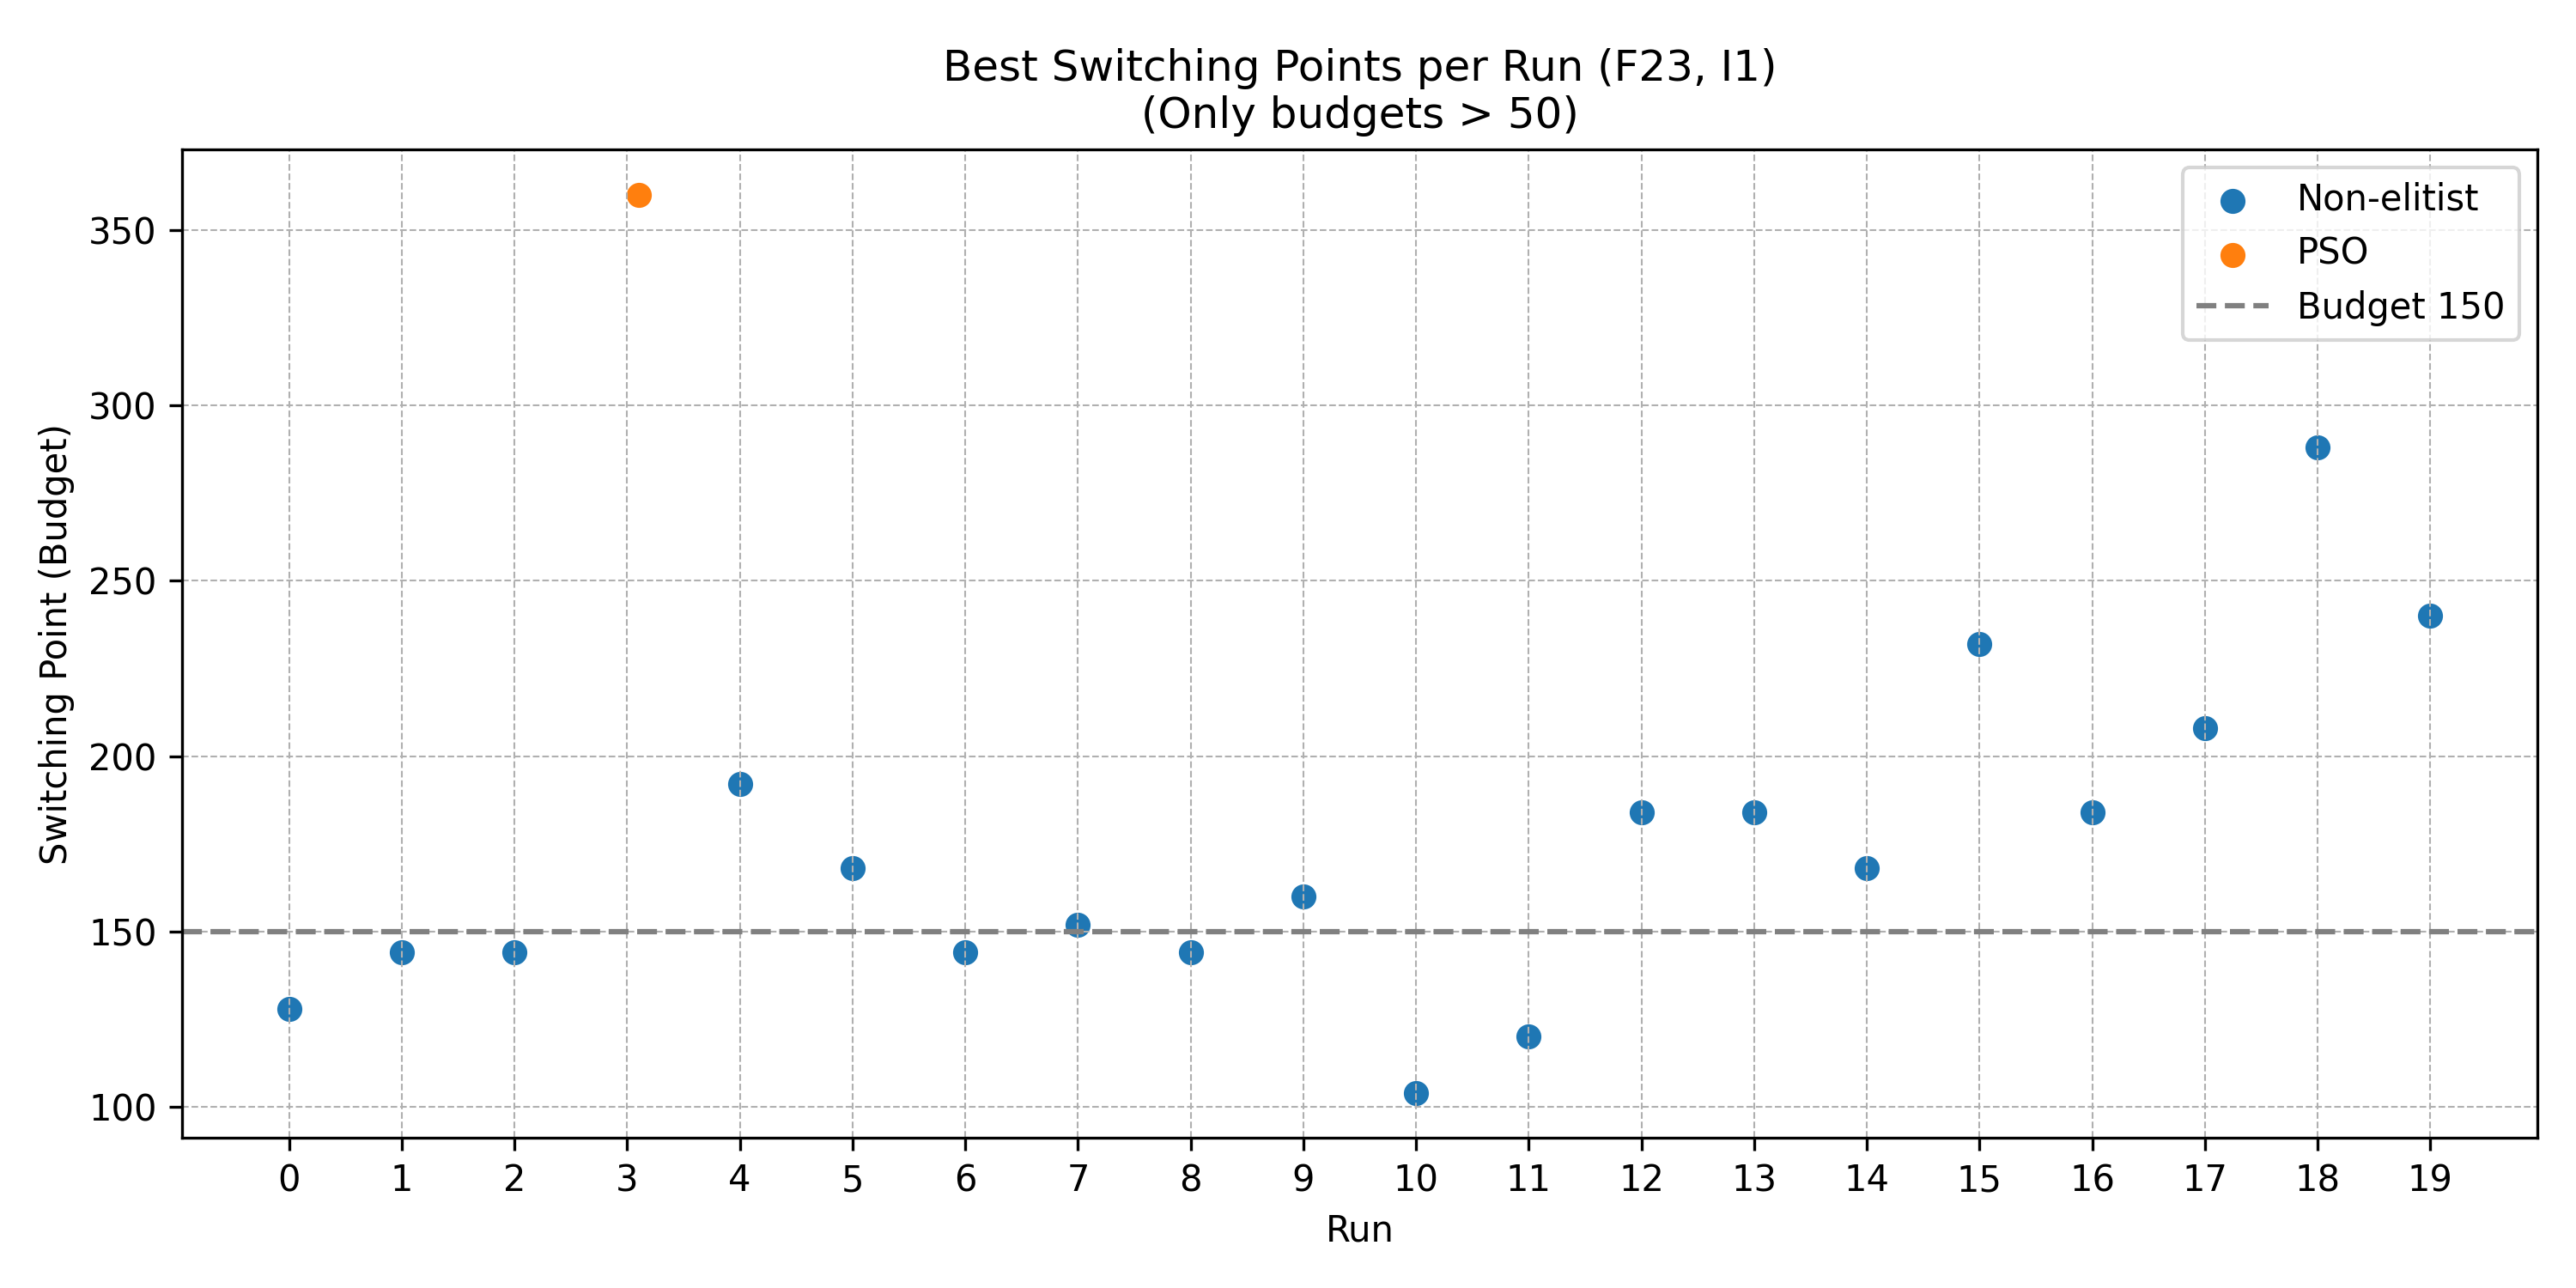 Best Switching Points per Run (F23, I1)
(Only budgets > 50)
Non-elitist
PSO
Budget 150
Switching Point (Budget)
350
300
250
200
150
100
0 1 2 3 4 5 6 7 8 9 10 11 12 13 14 15 16 17 18 19
Run